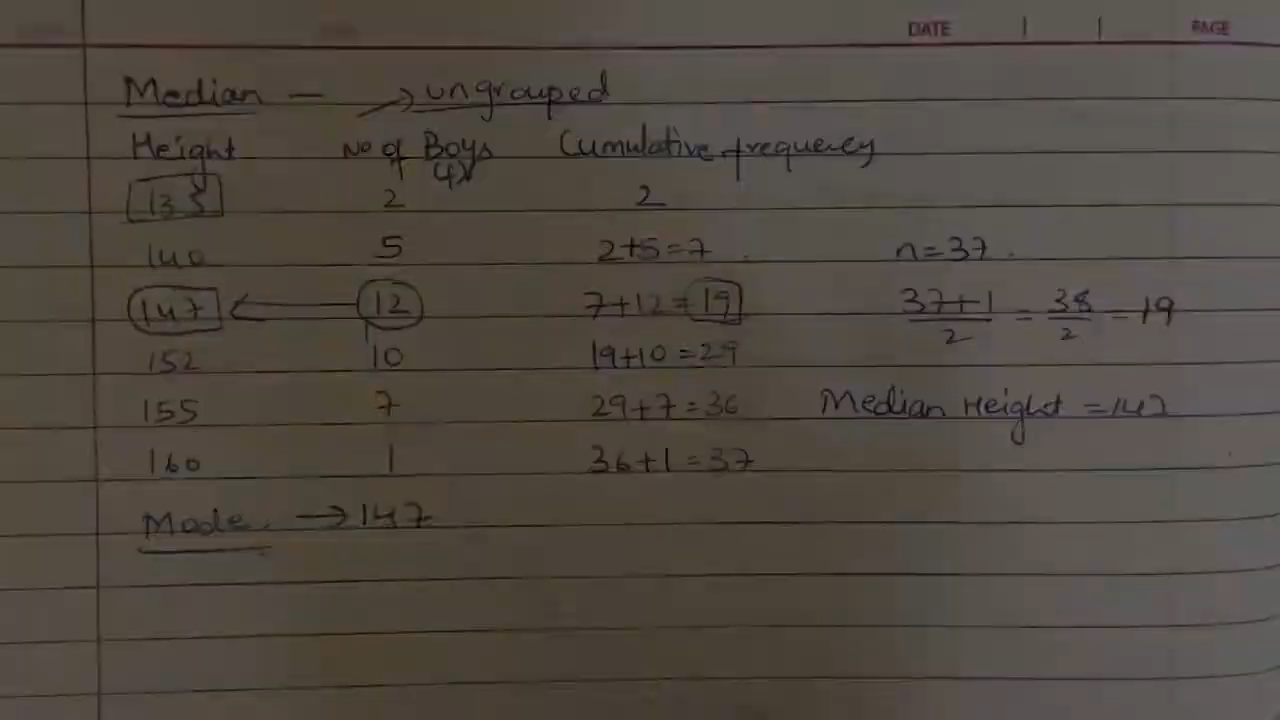 DATE PAGE
Median — → ungrouped
Height No of Boys Cumulative frequency
135 2 2
140 5 2+5=7 n=37.
147 12 7+12=19 37+1/2 = 38/2 = 19
152 10 19+10=29
155 7 29+7=36 Median Height = 147
160 1 36+1=37
Mode → 147